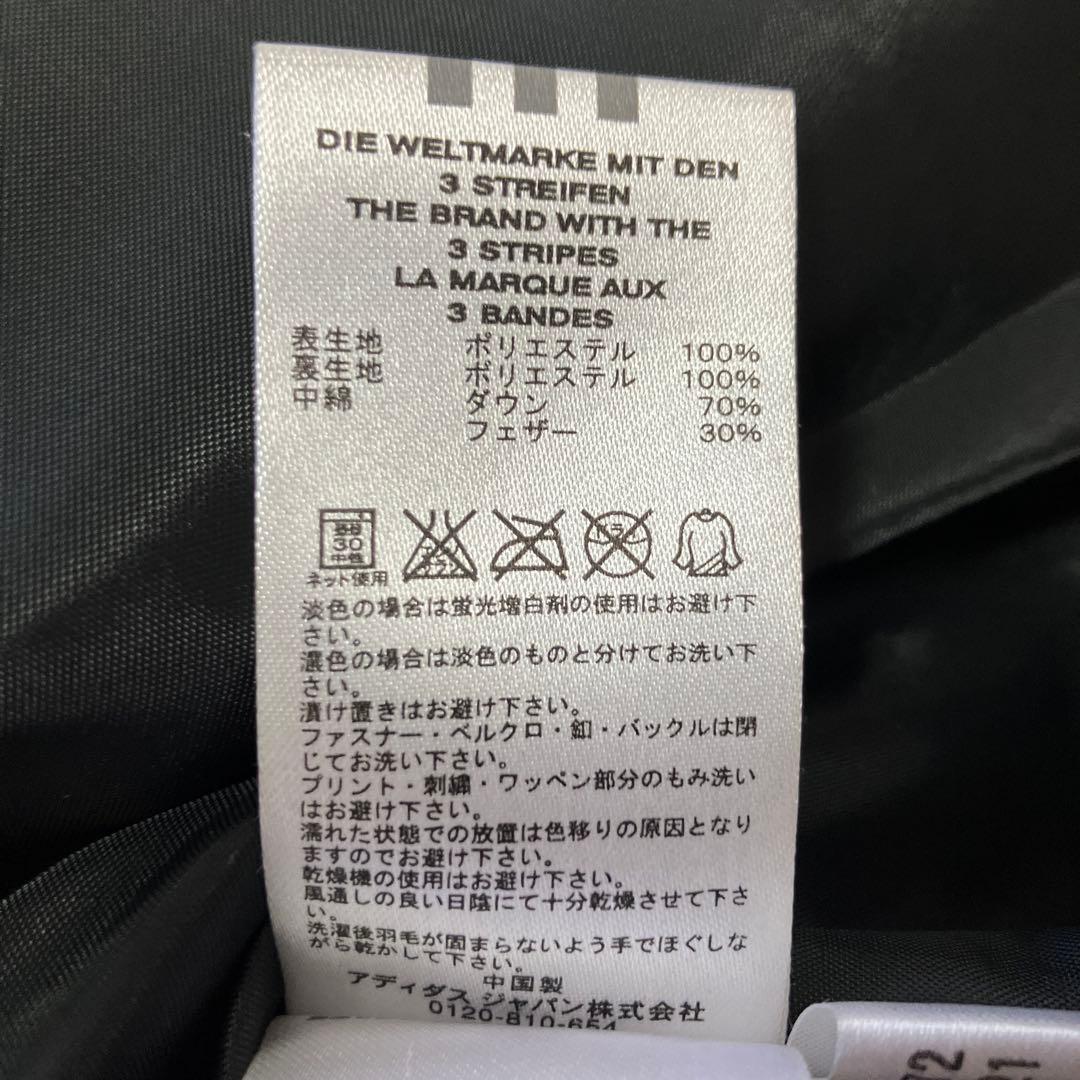 DIE WELTMARKE MIT DEN
3 STREIFEN
THE BRAND WITH THE
3 STRIPES
LA MARQUE AUX
3 BANDES
表生地 ポリエステル 100%
裏生地 ポリエステル 100%
中綿 ダウン 70%
フェザー 30%
30
中性
ネット使用
淡色の場合は蛍光増白剤の使用はお避け下
さい。
濃色の場合は淡色のものと分けてお洗い下
さい。
漬け置きはお避け下さい。
ファスナー・ベルクロ・釦・バックルは閉
じてお洗い下さい。
プリント・刺繍・ワッペン部分のもみ洗い
はお避け下さい。
濡れた状態での放置は色移りの原因となり
ますのでお避け下さい。
乾燥機の使用はお避け下さい。
風通しの良い日陰にて十分乾燥させて下さ
い。
洗濯後羽毛が固まらないよう手でほぐしな
がら乾かして下さい。
中国製
アディダス ジャパン株式会社
0120-810-654